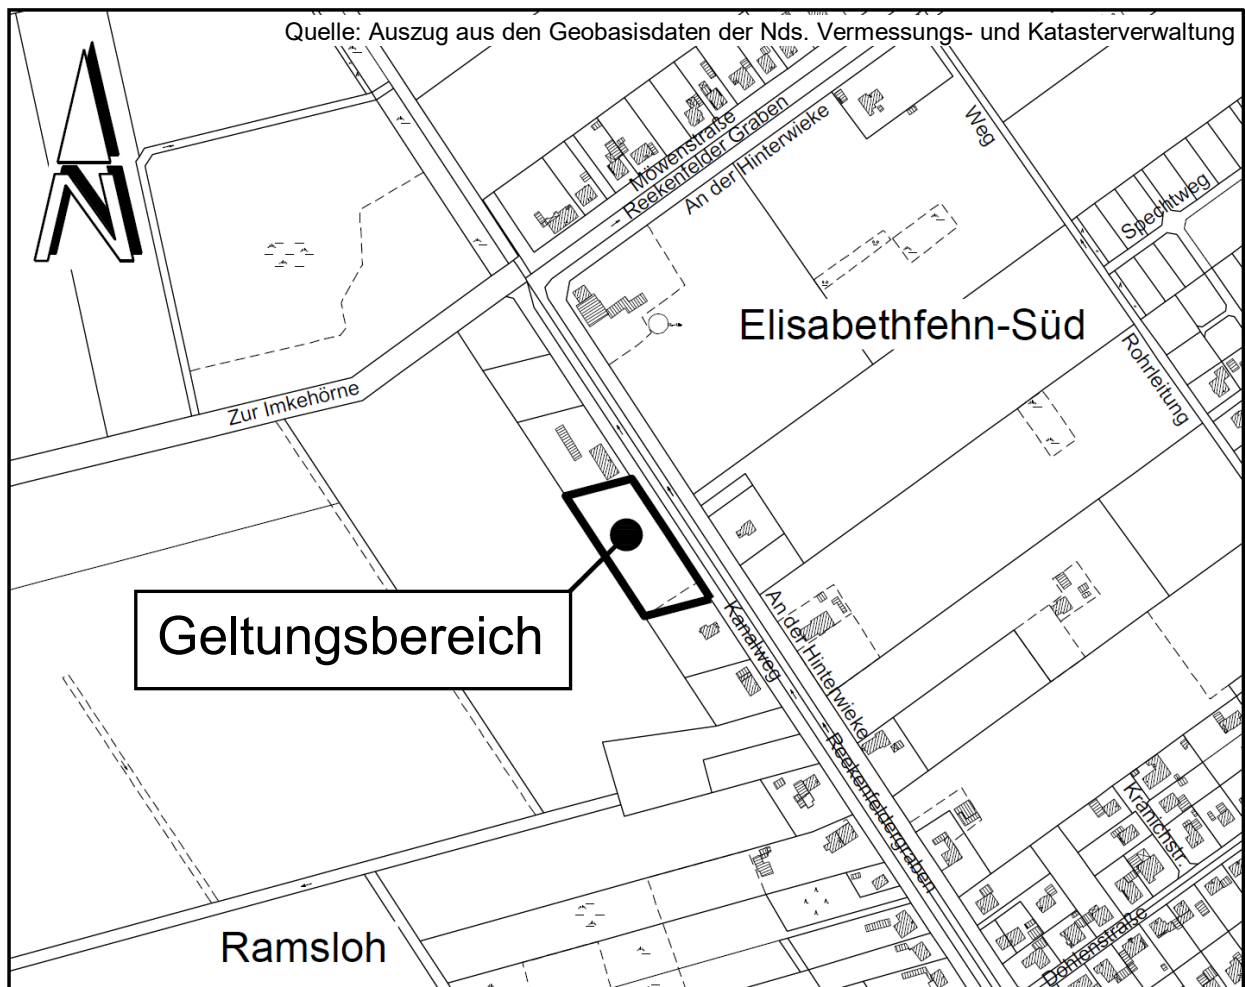 Quelle: Auszug aus den Geobasisdaten der Nds. Vermessungs- und Katasterverwaltung
N
Möwenstraße
Reekenfelder Graben
An der Hinterwieke
Weg
Spechtweg
Elisabethfehn-Süd
Rohrleitung
Zur Imkehörne
Geltungsbereich
Kanalweg
An der Hinterwieke
Reekenfeldergraben
Kranichstr.
Dohlenstraße
Ramsloh